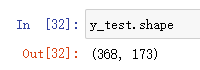 In [32]: y_test.shape
Out[32]: (368, 173)